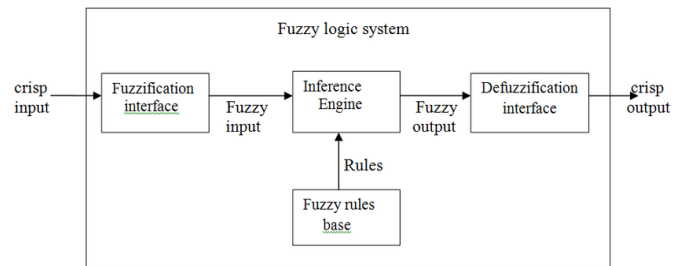 Fuzzy logic system
crisp
input
Fuzzification
interface
Fuzzy
input
Inference
Engine
Fuzzy
output
Defuzzification
interface
crisp
output
Rules
Fuzzy rules
base